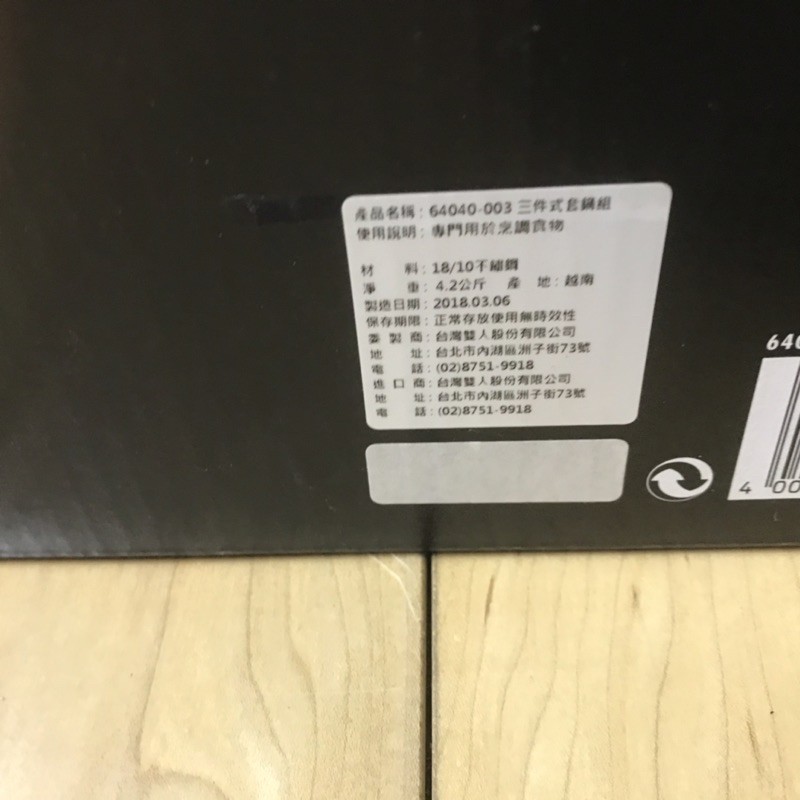 產品名稱：64040-003 三件式套鍋組
使用說明：專門用於烹調食物
材　料：18/10不鏽鋼
淨　重：4.2公斤　產　地：越南
製造日期：2018.03.06
保存期限：正常存放使用無時效性
委 製 商：台灣雙人股份有限公司
地　址：台北市內湖區洲子街73號
電　話：(02)8751-9918
進 口 商：台灣雙人股份有限公司
地　址：台北市內湖區洲子街73號
電　話：(02)8751-9918
640
4 00